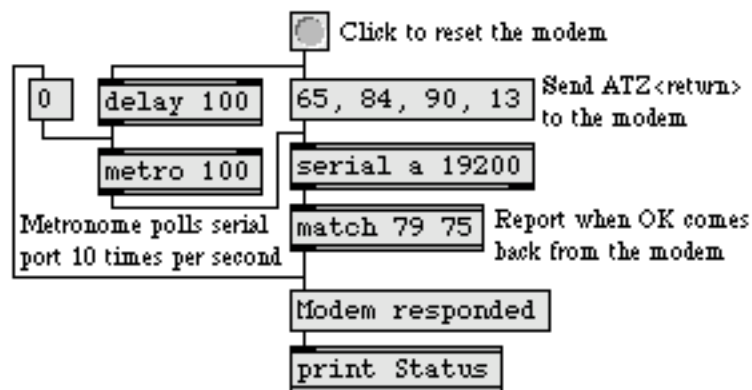 Click to reset the modem
0
delay 100
65, 84, 90, 13
Send ATZ<return>
to the modem
metro 100
serial a 19200
Metronome polls serial
port 10 times per second
match 79 75
Report when OK comes
back from the modem
Modem responded
print Status